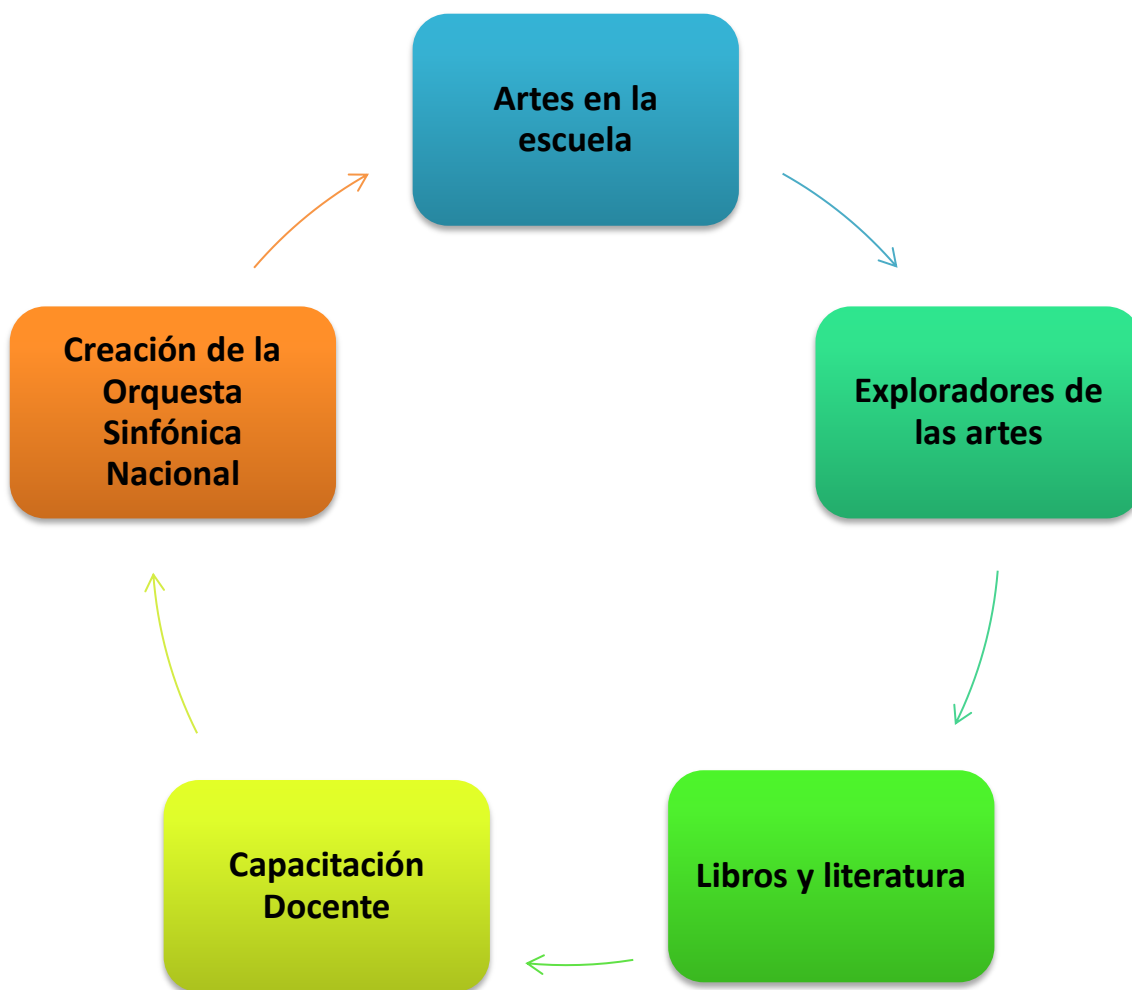 Artes en la
escuela
Exploradores de
las artes
Libros y literatura
Capacitación
Docente
Creación de la
Orquesta
Sinfónica
Nacional